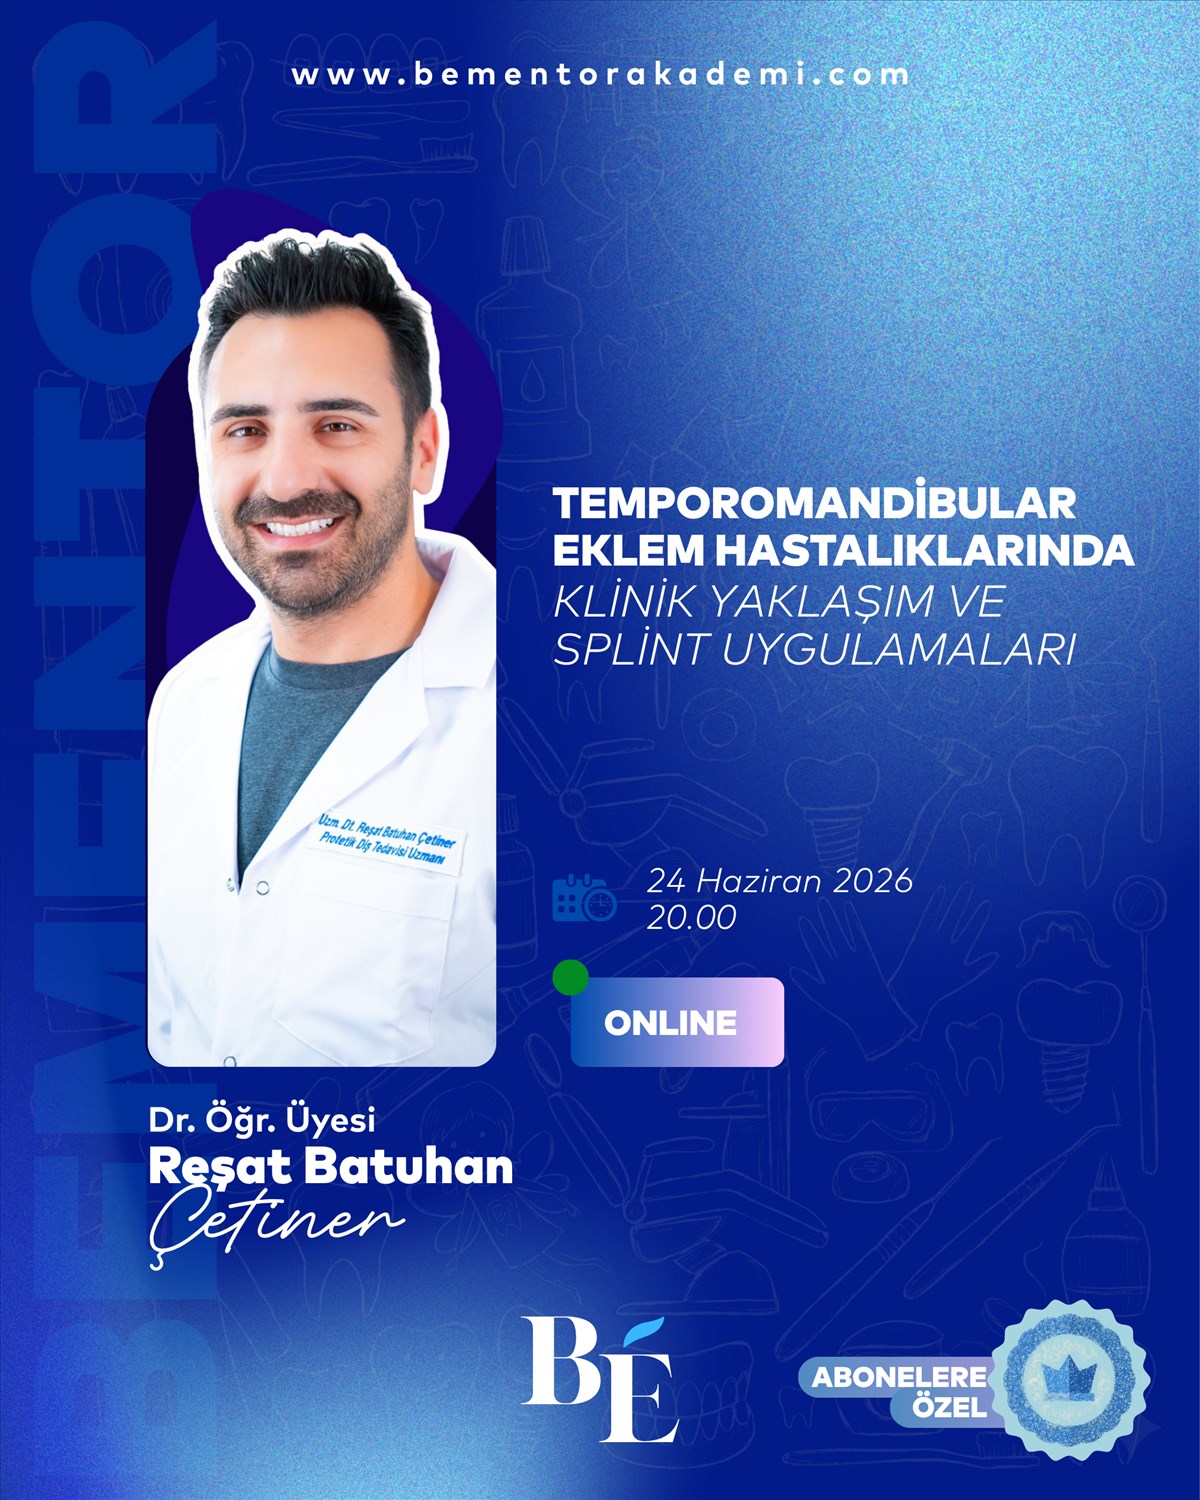 www.bementorakademi.com
BEMENTOR
TEMPOROMANDİBULAR
EKLEM HASTALIKLARINDA
KLİNİK YAKLAŞIM VE
SPLİNT UYGULAMALARI
Uzm. Dt. Reşat Batuhan Çetiner
Protetik Diş Tedavisi Uzmanı
24 Haziran 2026
20.00
ONLINE
Dr. Öğr. Üyesi
Reşat Batuhan
Çetiner
BÉ
ABONELERE
ÖZEL